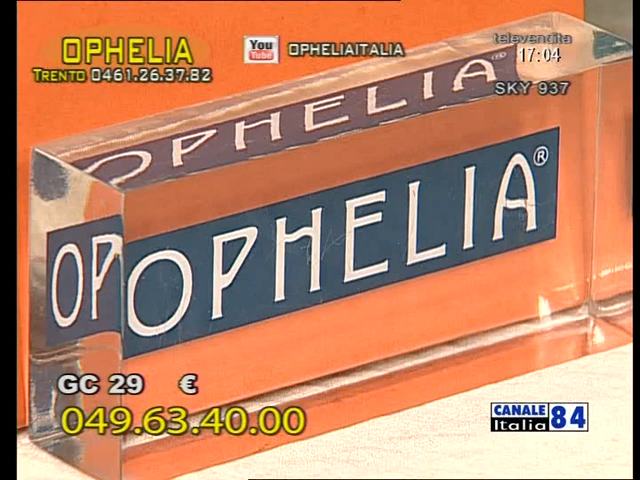 OPHELIA
TRENTO 0461.26.37.82
You Tube OPHELIAITALIA
televendita
17:04
SKY 937
OPHELIA
OPHELIA®
OP
GC 29 €
049.63.40.00
CANALE
Italia 84